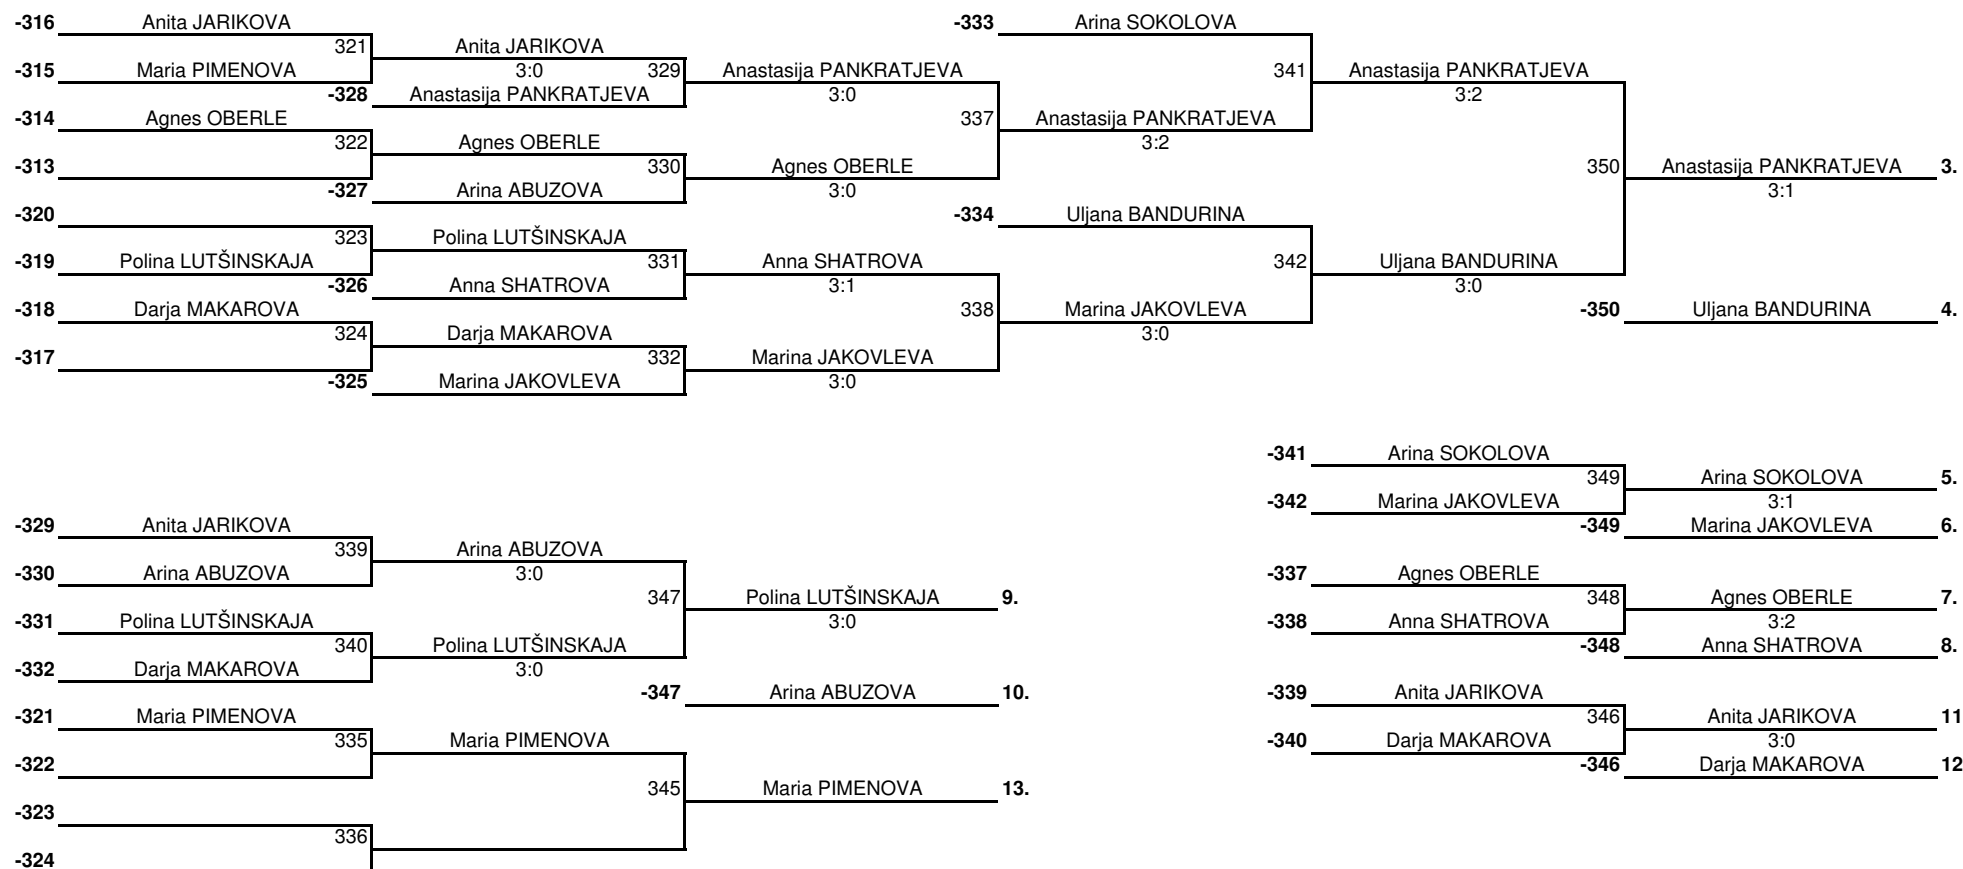 -316 Anita JARIKOVA -333 Arina SOKOLOVA
321 Anita JARIKOVA
-315 Maria PIMENOVA 3:0 329 Anastasija PANKRATJEVA 341 Anastasija PANKRATJEVA
-328 Anastasija PANKRATJEVA 3:0 3:2
-314 Agnes OBERLE 337 Anastasija PANKRATJEVA
322 Agnes OBERLE 3:2
-313 330 Agnes OBERLE 350 Anastasija PANKRATJEVA 3.
-327 Arina ABUZOVA 3:0 3:1
-320 -334 Uljana BANDURINA
323 Polina LUTŠINSKAJA
-319 Polina LUTŠINSKAJA 331 Anna SHATROVA 342 Uljana BANDURINA
-326 Anna SHATROVA 3:1 3:0
-318 Darja MAKAROVA 338 Marina JAKOVLEVA -350 Uljana BANDURINA 4.
324 Darja MAKAROVA 3:0
-317 332 Marina JAKOVLEVA
-325 Marina JAKOVLEVA 3:0
-341 Arina SOKOLOVA
349 Arina SOKOLOVA 5.
-342 Marina JAKOVLEVA 3:1
-329 Anita JARIKOVA -349 Marina JAKOVLEVA 6.
339 Arina ABUZOVA
-330 Arina ABUZOVA 3:0 -337 Agnes OBERLE
347 Polina LUTŠINSKAJA 9. 348 Agnes OBERLE 7.
-331 Polina LUTŠINSKAJA 3:0 -338 Anna SHATROVA 3:2
340 Polina LUTŠINSKAJA -348 Anna SHATROVA 8.
-332 Darja MAKAROVA 3:0
-347 Arina ABUZOVA 10. -339 Anita JARIKOVA
-321 Maria PIMENOVA 346 Anita JARIKOVA 11
335 Maria PIMENOVA -340 Darja MAKAROVA 3:0
-322 -346 Darja MAKAROVA 12
345 Maria PIMENOVA 13.
-323
336
-324